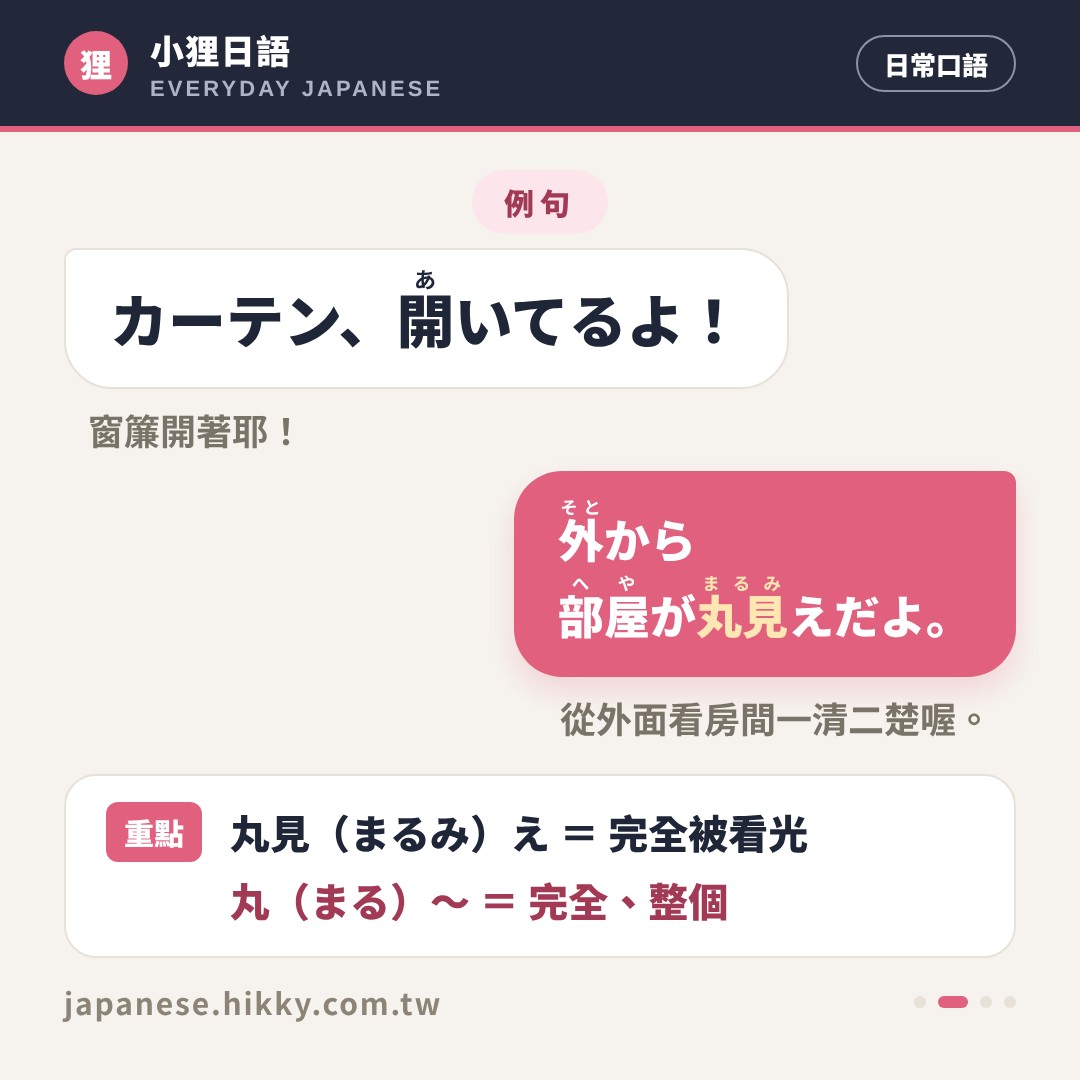 狸
小狸日語
EVERYDAY JAPANESE
日常口語
例句
あ
カーテン、開いてるよ！
窗簾開著耶！
そと
外から
へや まるみ
部屋が丸見えだよ。
從外面看房間一清二楚喔。
重點
丸見（まるみ）え ＝ 完全被看光
丸（まる）～ ＝ 完全、整個
japanese.hikky.com.tw